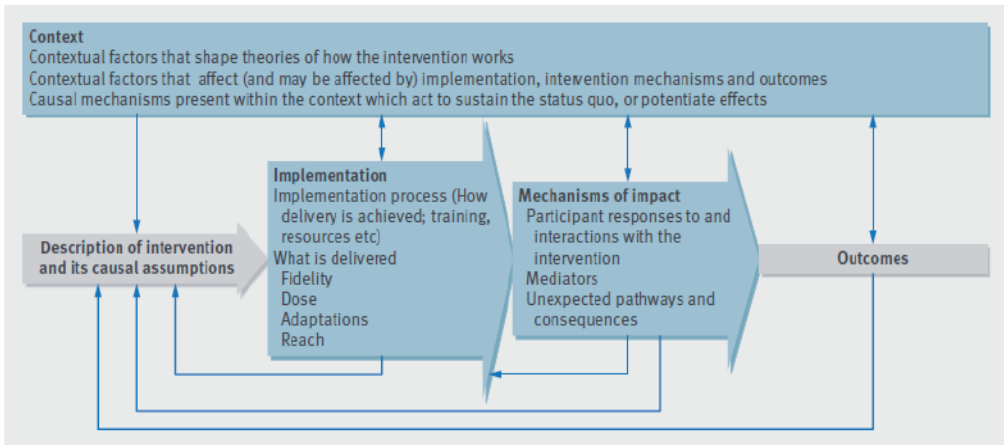 Context
Contextual factors that shape theories of how the intervention works
Contextual factors that affect (and may be affected by) implementation, intervention mechanisms and outcomes
Causal mechanisms present within the context which act to sustain the status quo, or potentiate effects
Description of intervention
and its causal assumptions
Implementation
Implementation process (How
delivery is achieved; training,
resources etc)
What is delivered
Fidelity
Dose
Adaptations
Reach
Mechanisms of impact
Participant responses to and
interactions with the
intervention
Mediators
Unexpected pathways and
consequences
Outcomes